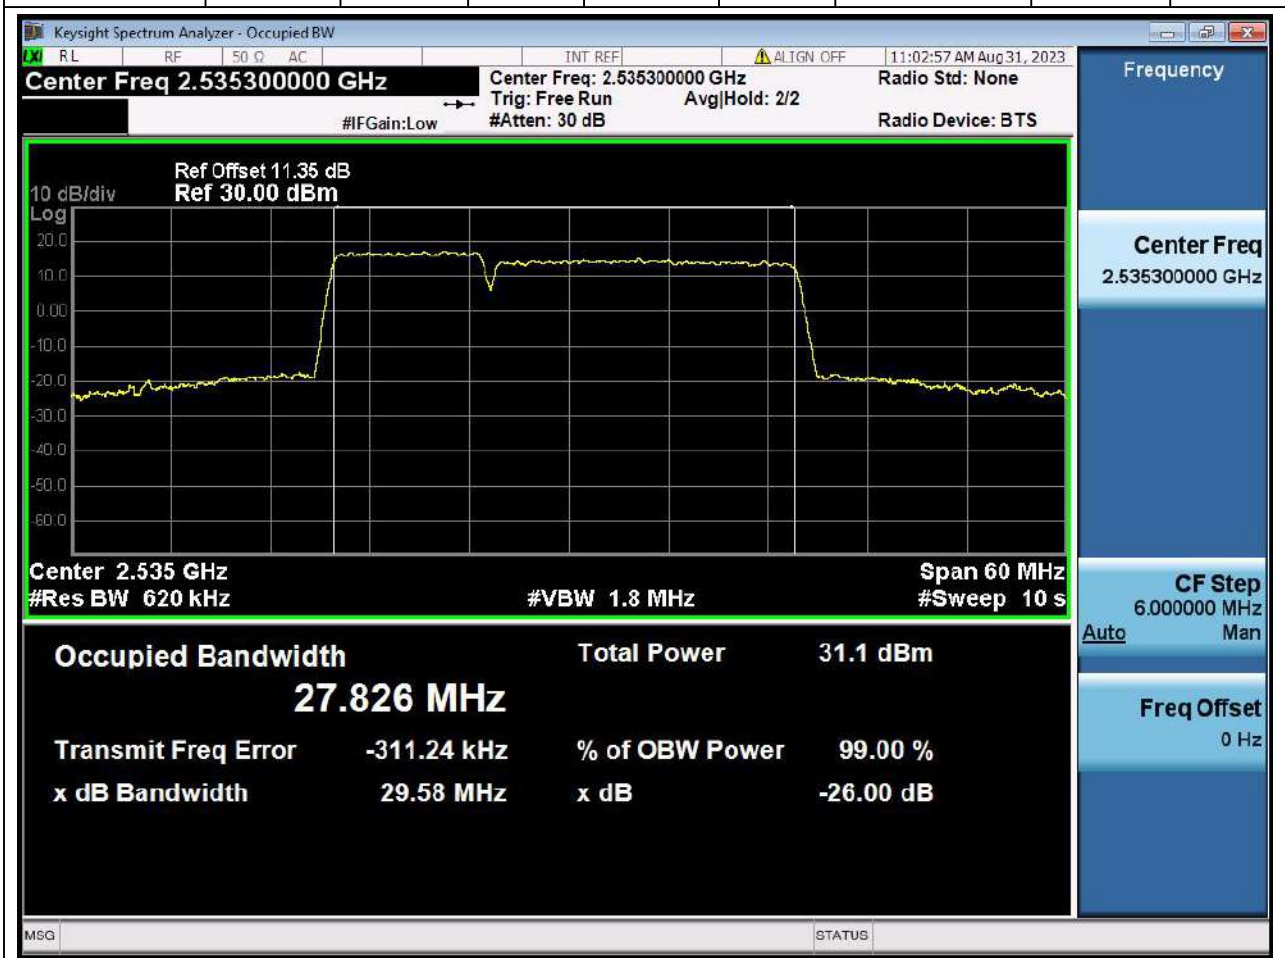 Keysight Spectrum Analyzer - Occupied BW
LXI RL RF 50 Ω AC INT REF ALIGN OFF 11:02:57 AM Aug 31, 2023
Center Freq 2.535300000 GHz
Center Freq: 2.535300000 GHz
Radio Std: None
Trig: Free Run Avg|Hold: 2/2
#IFGain:Low
#Atten: 30 dB
Radio Device: BTS
Frequency
Ref Offset 11.35 dB
10 dB/div Ref 30.00 dBm
Log
20.0
10.0
0.00
-10.0
-20.0
-30.0
-40.0
-50.0
-60.0
Center 2.535 GHz Span 60 MHz
#Res BW 620 kHz #VBW 1.8 MHz #Sweep 10 s
Center Freq
2.535300000 GHz
CF Step
6.000000 MHz
Auto Man
Freq Offset
0 Hz
Occupied Bandwidth Total Power 31.1 dBm
27.826 MHz
Transmit Freq Error -311.24 kHz % of OBW Power 99.00 %
x dB Bandwidth 29.58 MHz x dB -26.00 dB
MSG STATUS